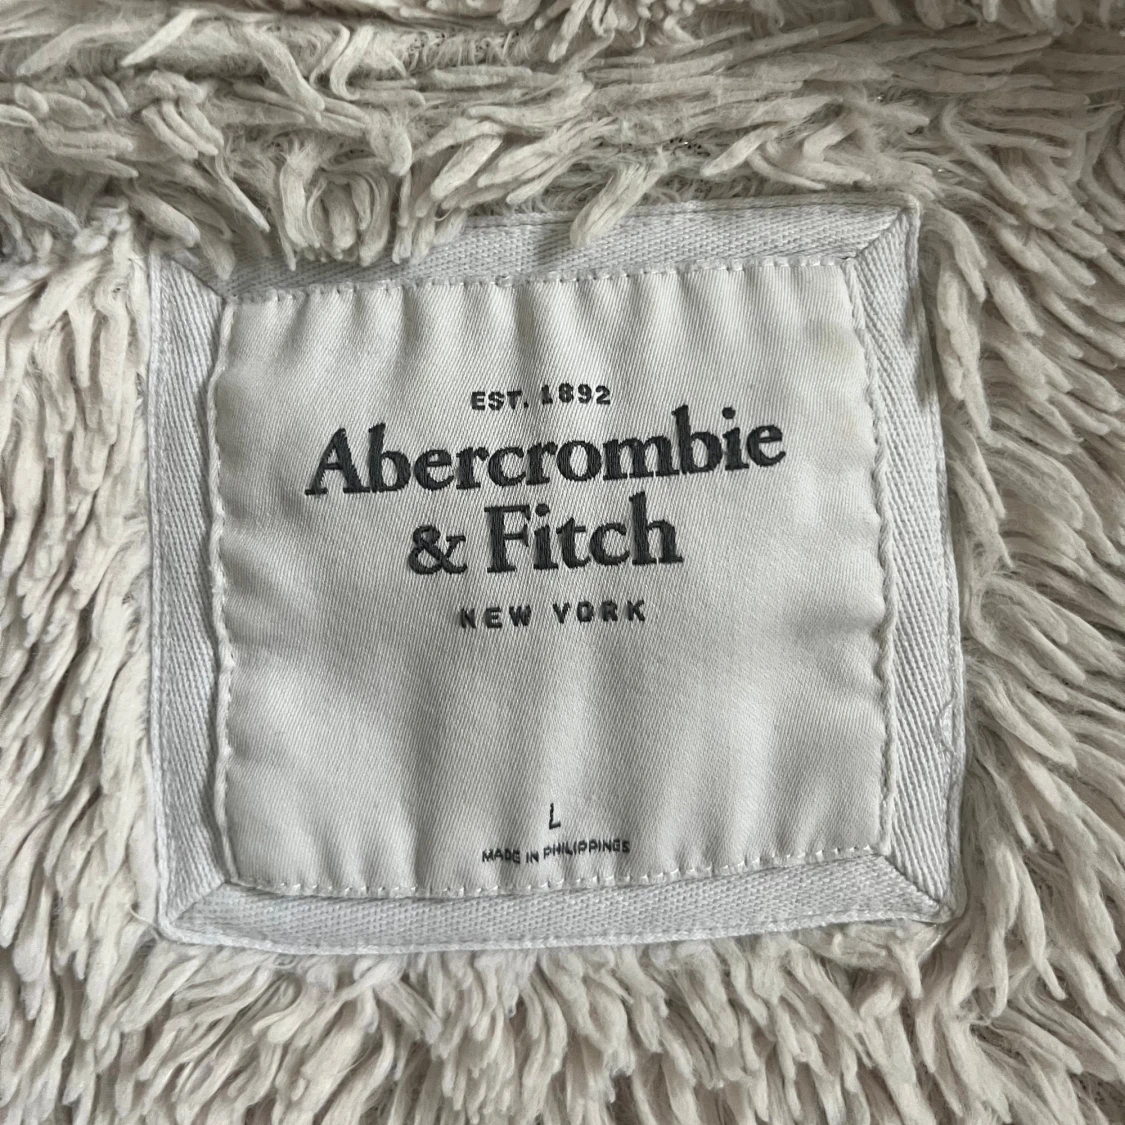 EST. 1892
Abercrombie
& Fitch
NEW YORK
L
MADE IN PHILIPPINES